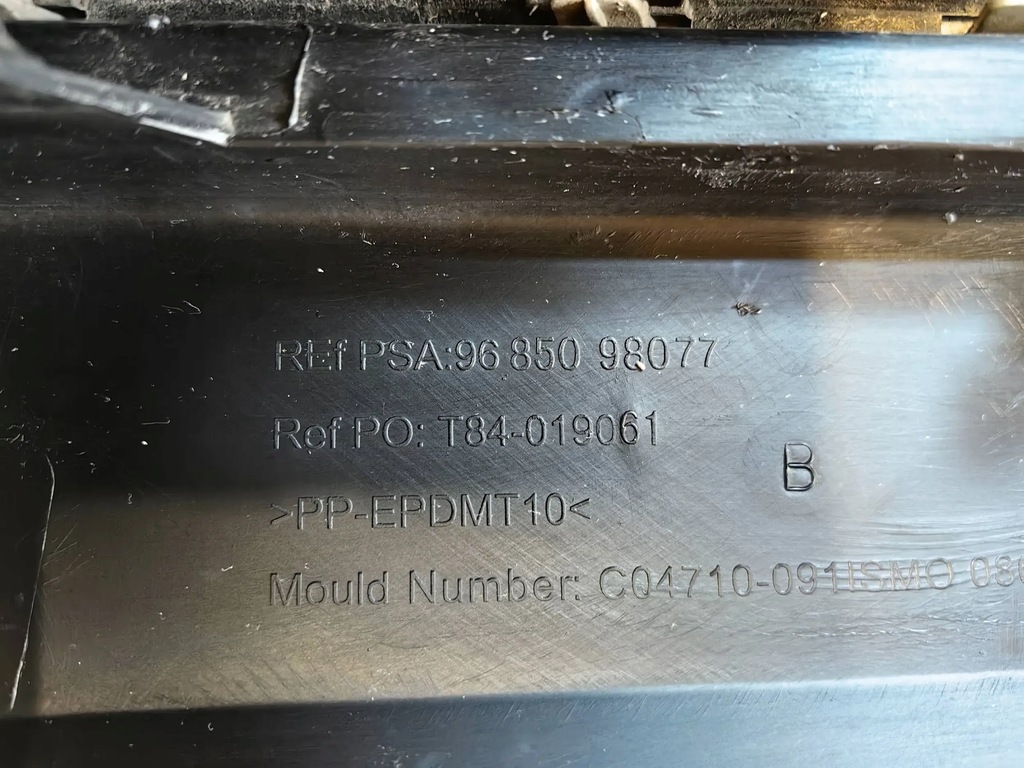 REf PSA:96 850 98077
Ref PO: T84-019061
B
>PP-EPDMT10<
Mould Number: C04710-091ISMO